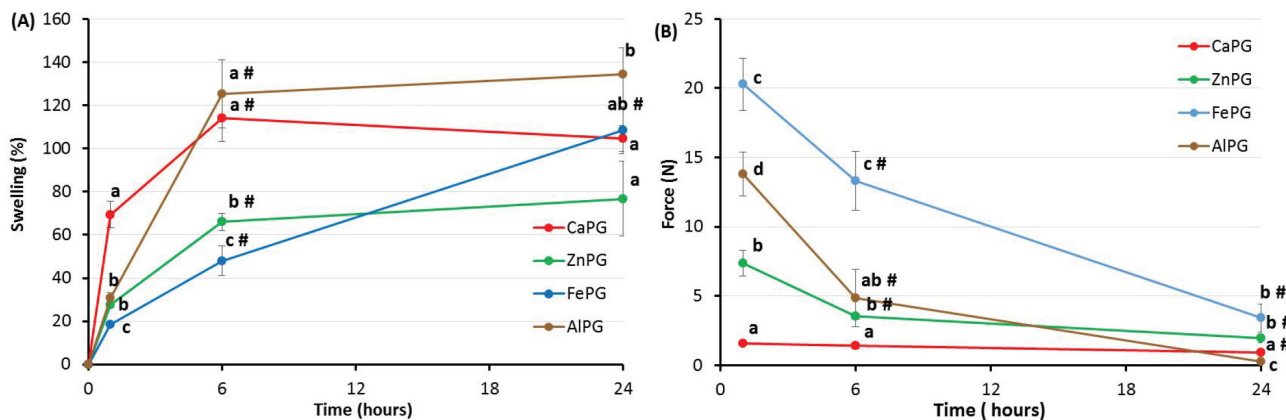 (A)
Swelling (%)
160
140
120
100
80
60
40
20
0
a
b
b
c
a #
a #
b #
c #
b
ab #
a
a
CaPG
ZnPG
FePG
AlPG
0 6 12 18 24
Time (hours)
(B)
Force (N)
25
20
15
10
5
0
c
d
b
a
c #
ab #
b #
a
b #
b #
a #
c
CaPG
ZnPG
FePG
AlPG
0 6 12 18 24
Time ( hours)